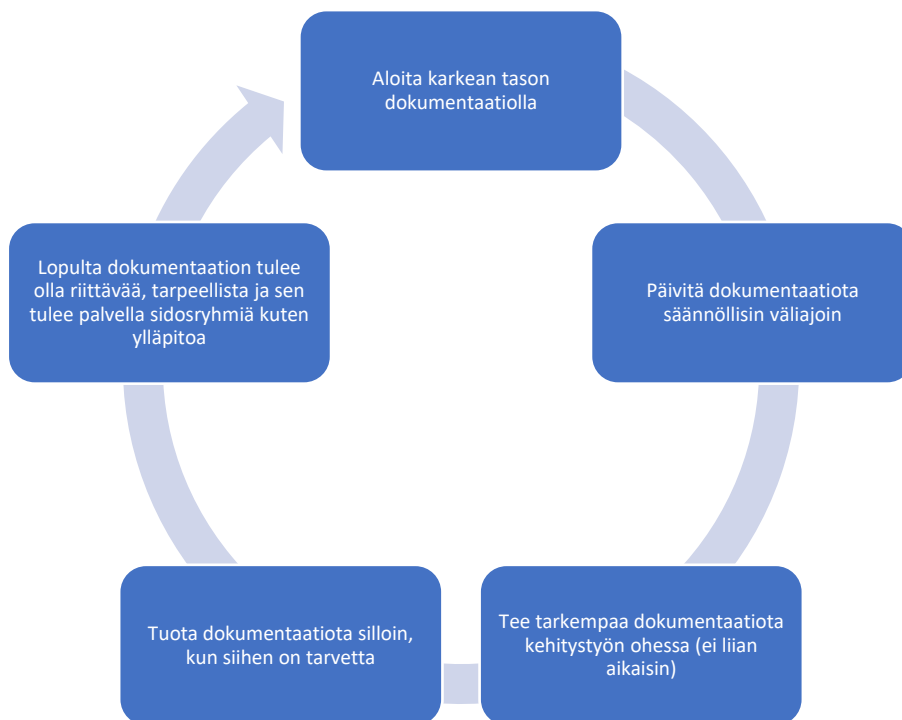 Aloita karkean tason
dokumentaatiolla
Päivitä dokumentaatiota
säännöllisin väliajoin
Tee tarkempaa dokumentaatiota
kehitystyön ohessa (ei liian
aikaisin)
Tuota dokumentaatiota silloin,
kun siihen on tarvetta
Lopulta dokumentaation tulee
olla riittävää, tarpeellista ja sen
tulee palvella sidosryhmiä kuten
ylläpitoa